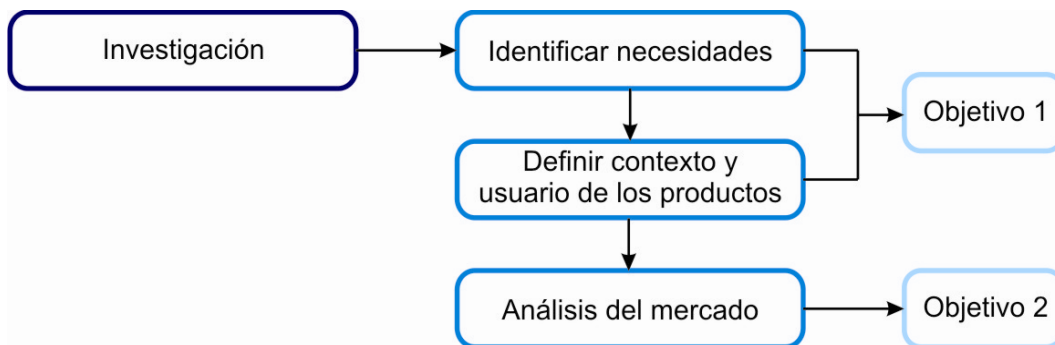 Investigación
Identificar necesidades
Objetivo 1
Definir contexto y
usuario de los productos
Análisis del mercado
Objetivo 2